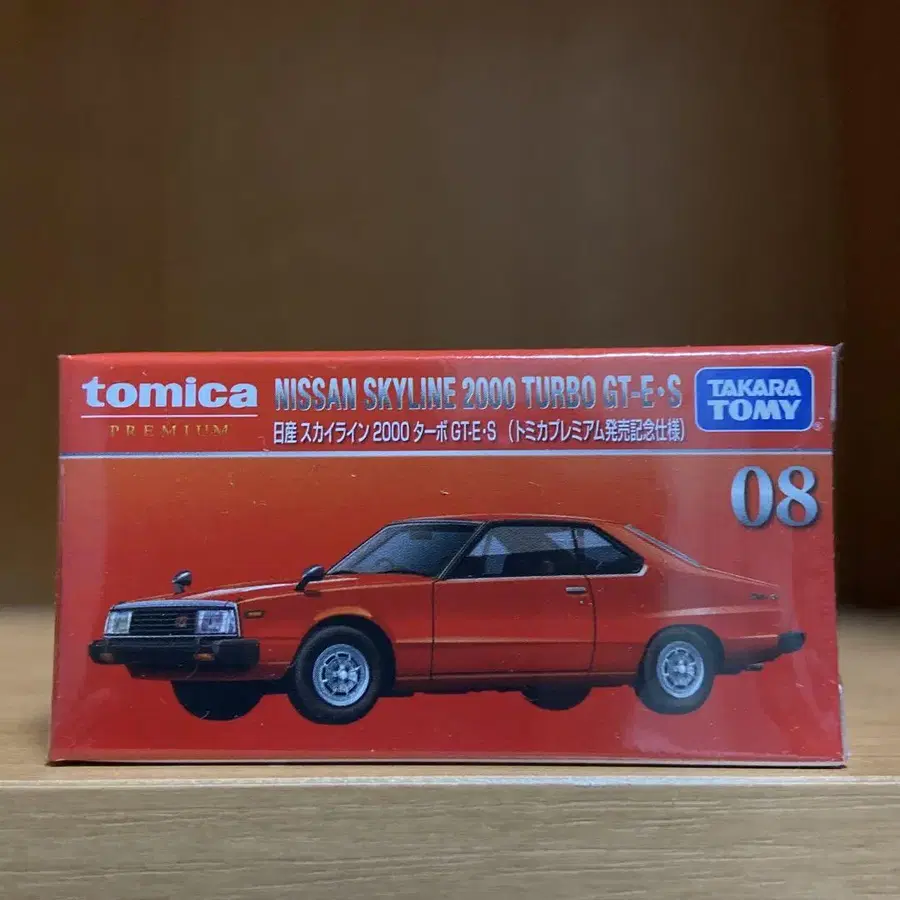 tomica NISSAN SKYLINE 2000 TURBO GT-E•S
PREMIUM 日産 スカイライン 2000 ターボ GT-E•S (トミカプレミアム発売記念仕様)
TAKARA
TOMY
08